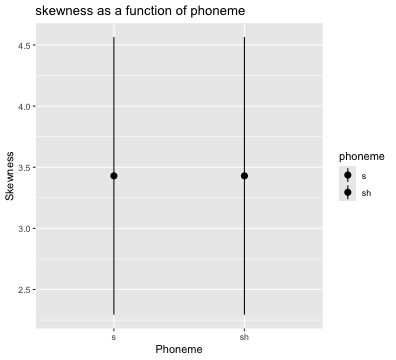 skewness as a function of phoneme
4.5
4.0
3.5
3.0
2.5
Skewness
s
sh
Phoneme
phoneme
s
sh